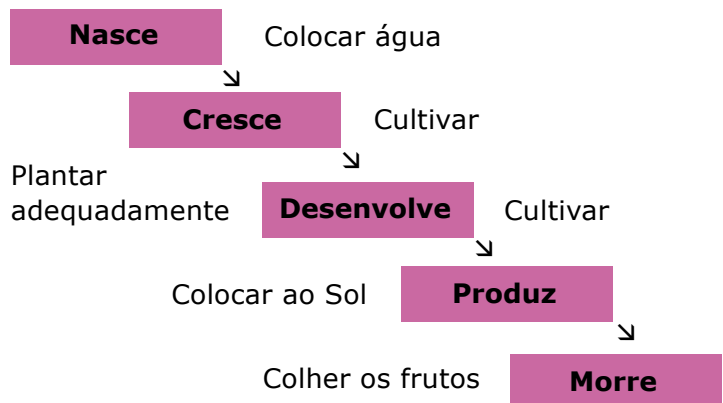 Nasce Colocar água
↘
Cresce Cultivar
↘
Plantar
adequadamente Desenvolve Cultivar
↘
Colocar ao Sol Produz
↘
Colher os frutos Morre